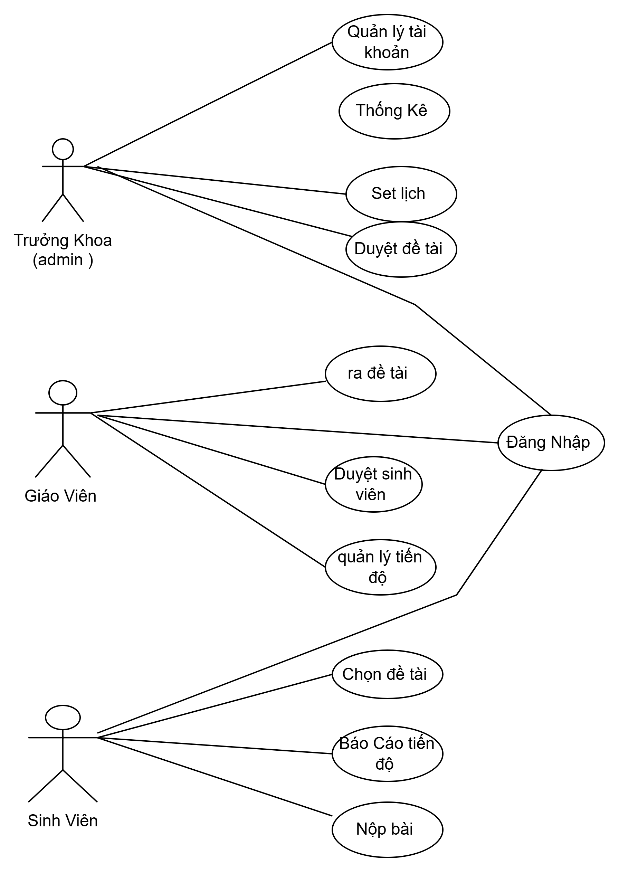 Quản lý tài
khoản
Thống Kê
Set lịch
Trưởng Khoa
(admin )
Duyệt đề tài
ra đề tài
Đăng Nhập
Duyệt sinh
viên
Giáo Viên
quản lý tiến
độ
Chọn đề tài
Báo Cáo tiến
độ
Sinh Viên
Nộp bài